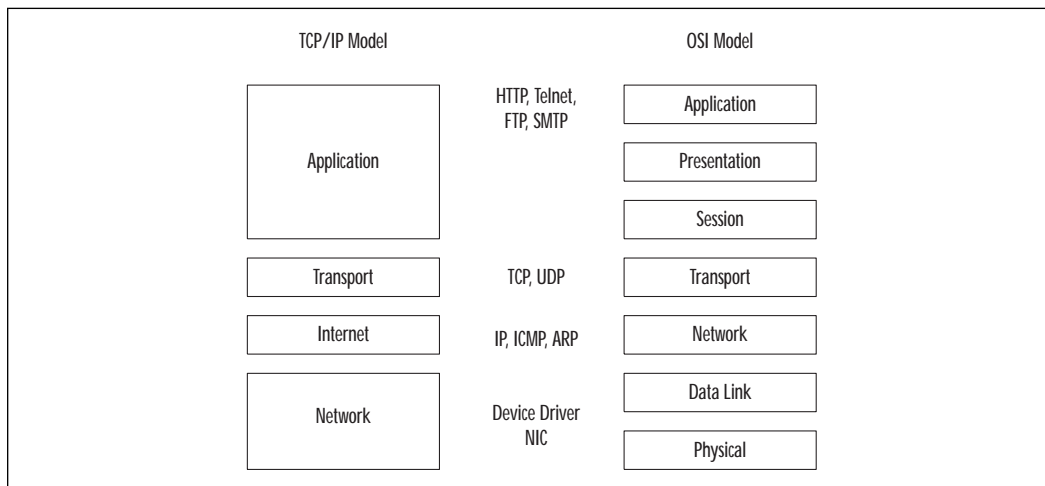 TCP/IP Model
OSI Model
Application
HTTP, Telnet,
FTP, SMTP
Application
Presentation
Session
Transport
TCP, UDP
Transport
Internet
IP, ICMP, ARP
Network
Network
Device Driver
NIC
Data Link
Physical